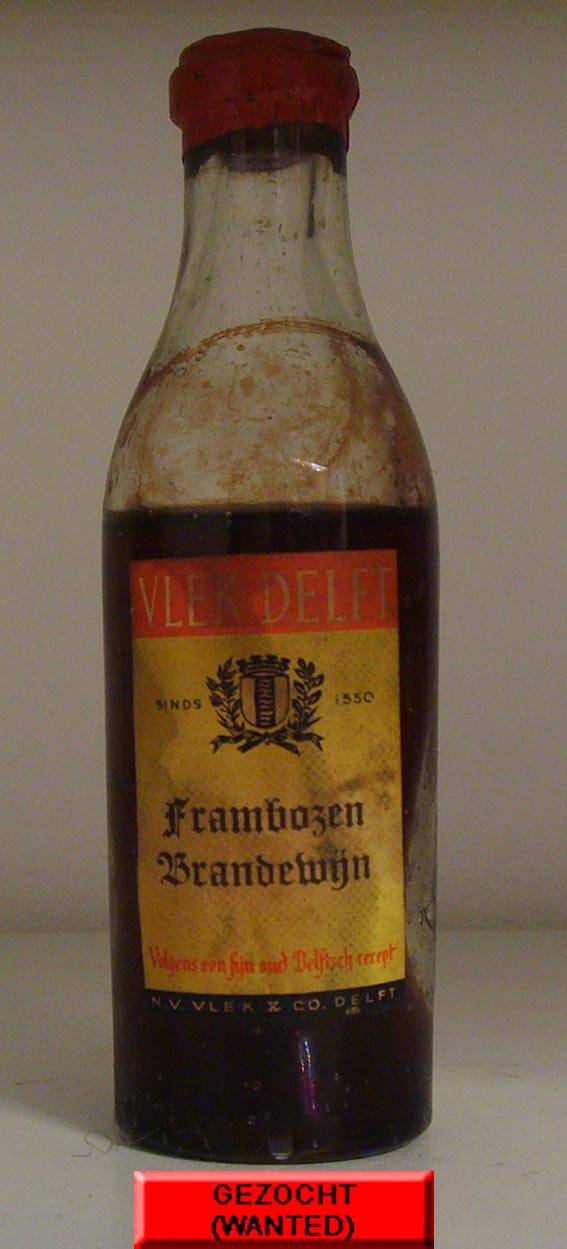 VLEK DELFT
SINDS 1550
Frambozen
Brandewijn
Volgens een fijn oud Delftsch recept
N.V. VLEK & CO. DELFT
GEZOCHT
(WANTED)